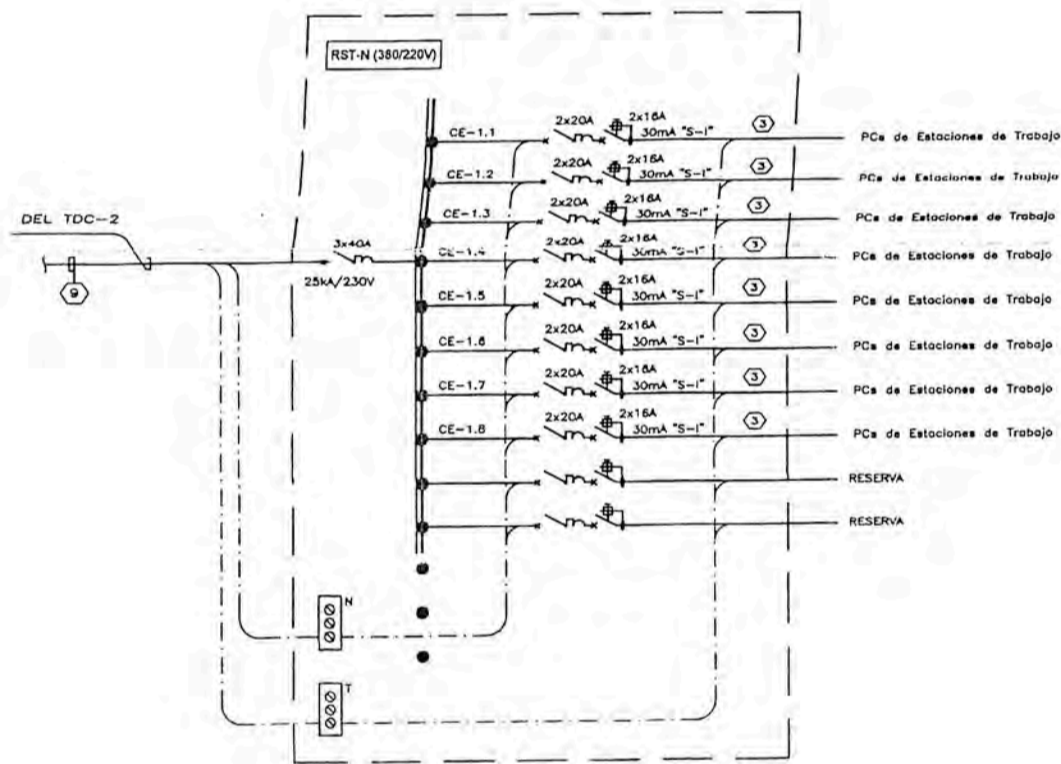 RST-N (380/220V)
CE-1.1 2x20A 2x16A 30mA "S-I" 3 PCs de Estaciones de Trabajo
CE-1.2 2x20A 2x16A 30mA "S-I" 3 PCs de Estaciones de Trabajo
CE-1.3 2x20A 2x16A 30mA "S-I" 3 PCs de Estaciones de Trabajo
DEL TDC-2
9
3x40A
25kA/230V
CE-1.4 2x20A 2x16A 30mA "S-I" 3 PCs de Estaciones de Trabajo
CE-1.5 2x20A 2x16A 30mA "S-I" 3 PCs de Estaciones de Trabajo
CE-1.6 2x20A 2x16A 30mA "S-I" 3 PCs de Estaciones de Trabajo
CE-1.7 2x20A 2x16A 30mA "S-I" 3 PCs de Estaciones de Trabajo
CE-1.8 2x20A 2x16A 30mA "S-I" 3 PCs de Estaciones de Trabajo
RESERVA
RESERVA
N
T